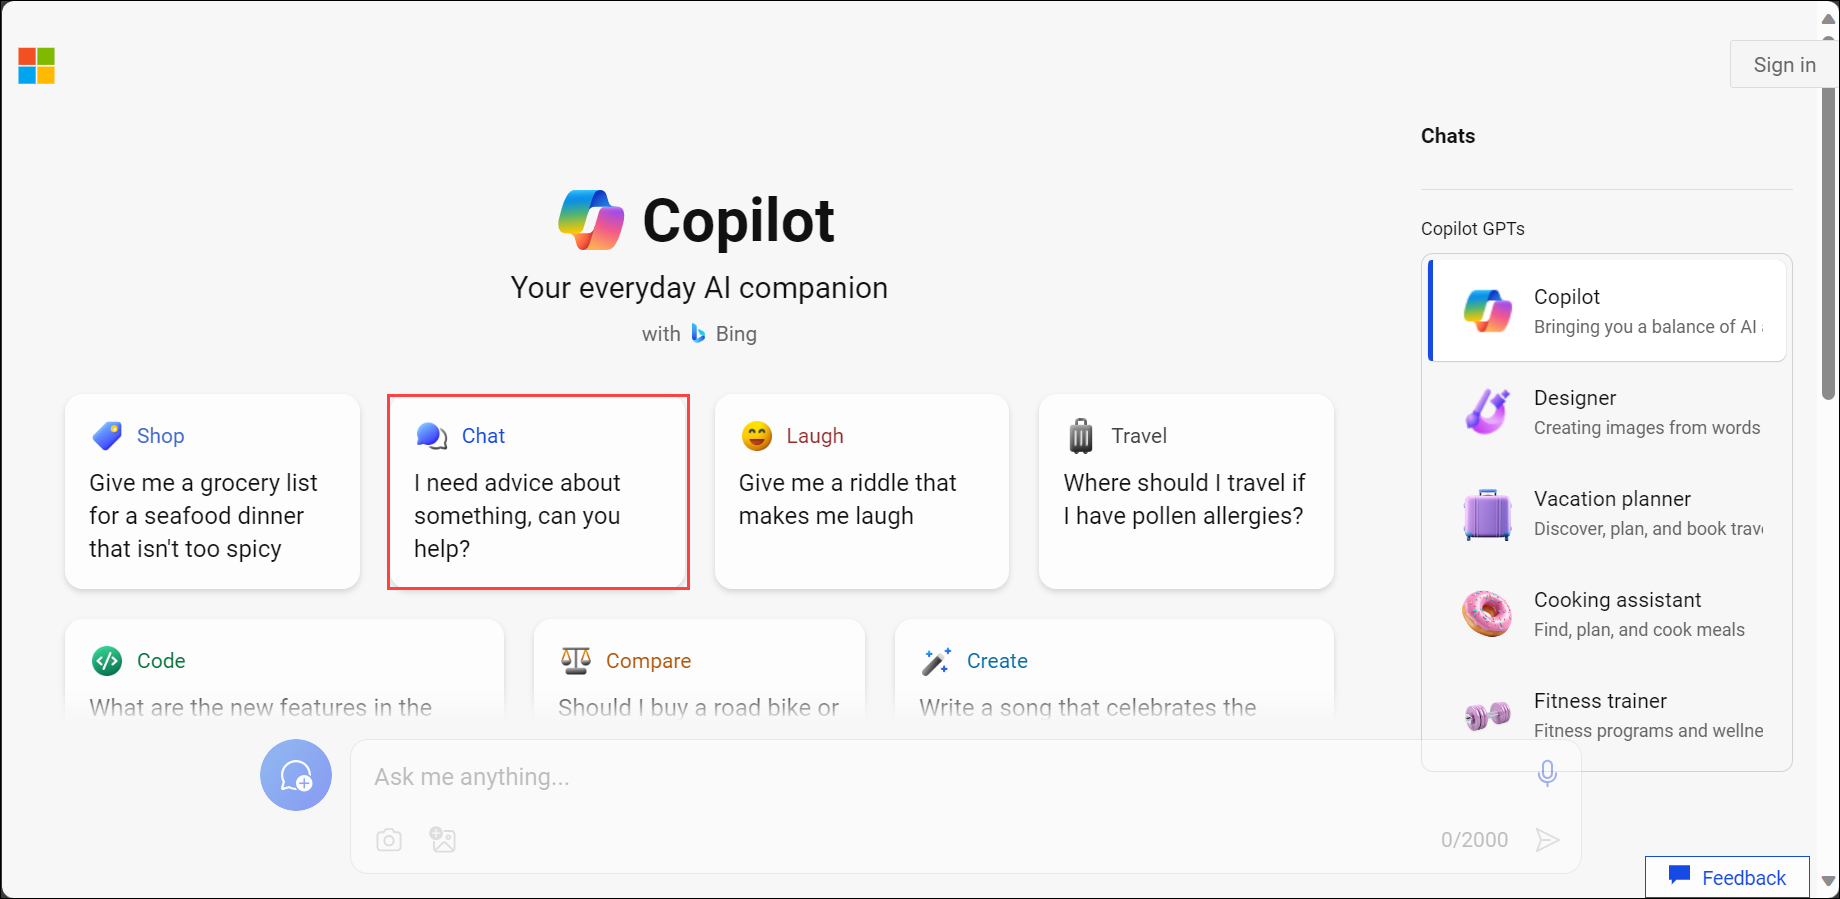 Sign in
Copilot
Your everyday AI companion
with Bing
Shop
Give me a grocery list
for a seafood dinner
that isn't too spicy
Chat
I need advice about
something, can you
help?
Laugh
Give me a riddle that
makes me laugh
Travel
Where should I travel if
I have pollen allergies?
Code
What are the new features in the
Compare
Should I buy a road bike or
Create
Write a song that celebrates the
Ask me anything...
0/2000
Chats
Copilot GPTs
Copilot
Bringing you a balance of AI
Designer
Creating images from words
Vacation planner
Discover, plan, and book
Cooking assistant
Find, plan, and cook meals
Fitness trainer
Fitness programs and
Feedback